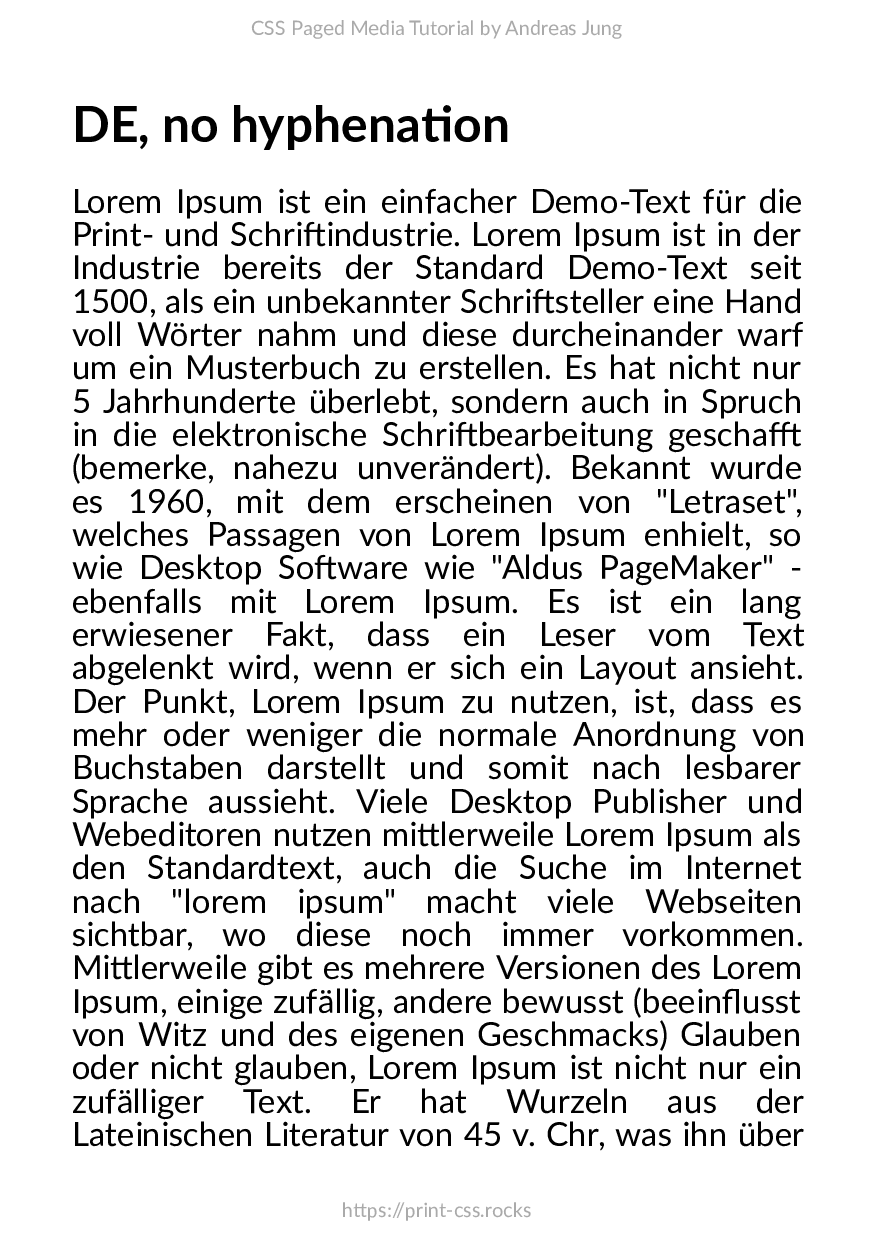 CSS Paged Media Tutorial by Andreas Jung
DE, no hyphenation
Lorem Ipsum ist ein einfacher Demo-Text für die
Print- und Schriftindustrie. Lorem Ipsum ist in der
Industrie bereits der Standard Demo-Text seit
1500, als ein unbekannter Schriftsteller eine Hand
voll Wörter nahm und diese durcheinander warf
um ein Musterbuch zu erstellen. Es hat nicht nur
5 Jahrhunderte überlebt, sondern auch in Spruch
in die elektronische Schriftbearbeitung geschafft
(bemerke, nahezu unverändert). Bekannt wurde
es 1960, mit dem erscheinen von "Letraset",
welches Passagen von Lorem Ipsum enhielt, so
wie Desktop Software wie "Aldus PageMaker" -
ebenfalls mit Lorem Ipsum. Es ist ein lang
erwiesener Fakt, dass ein Leser vom Text
abgelenkt wird, wenn er sich ein Layout ansieht.
Der Punkt, Lorem Ipsum zu nutzen, ist, dass es
mehr oder weniger die normale Anordnung von
Buchstaben darstellt und somit nach lesbarer
Sprache aussieht. Viele Desktop Publisher und
Webeditoren nutzen mittlerweile Lorem Ipsum als
den Standardtext, auch die Suche im Internet
nach "lorem ipsum" macht viele Webseiten
sichtbar, wo diese noch immer vorkommen.
Mittlerweile gibt es mehrere Versionen des Lorem
Ipsum, einige zufällig, andere bewusst (beeinflusst
von Witz und des eigenen Geschmacks) Glauben
oder nicht glauben, Lorem Ipsum ist nicht nur ein
zufälliger Text. Er hat Wurzeln aus der
Lateinischen Literatur von 45 v. Chr, was ihn über
https://print-css.rocks